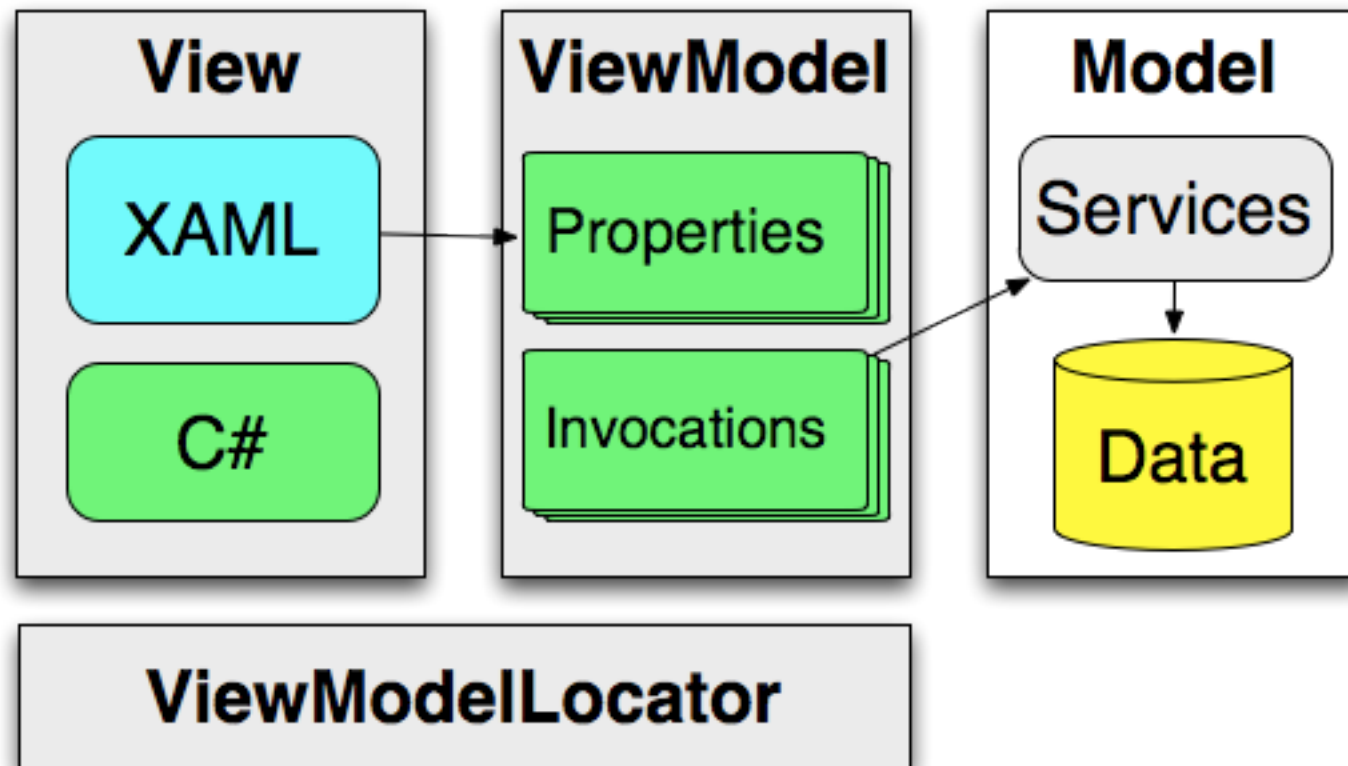 View
XAML
C#
ViewModel
Properties
Invocations
Model
Services
Data
ViewModelLocator